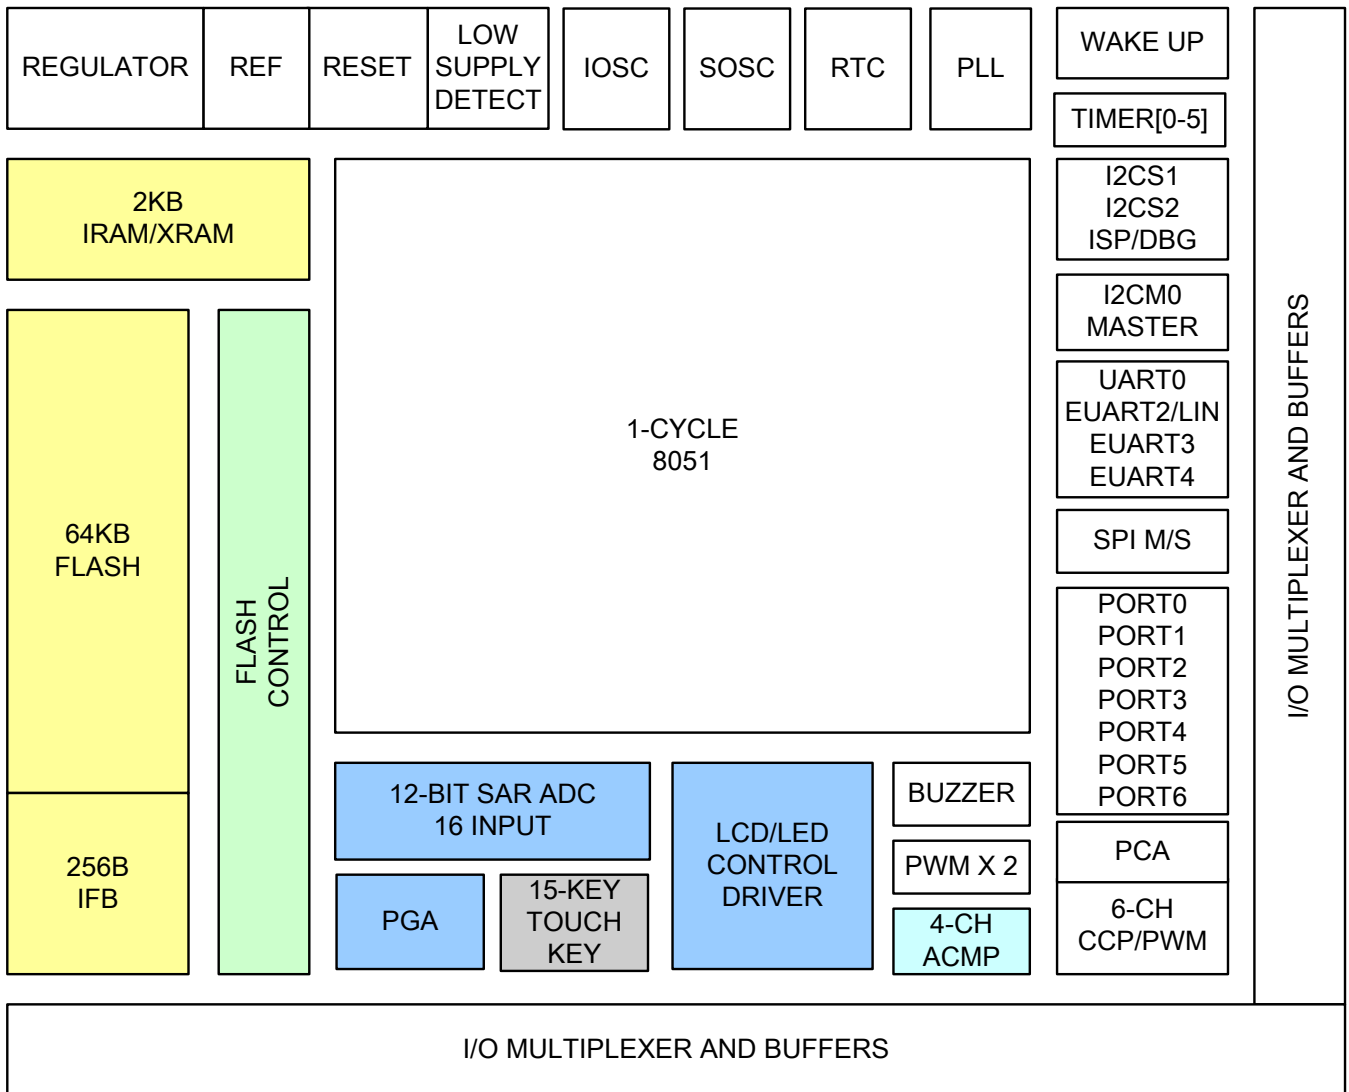 REGULATOR
REF
RESET
LOW
SUPPLY
DETECT
IOSC
SOSC
RTC
PLL
WAKE UP
TIMER[0-5]
2KB
IRAM/XRAM
I2CS1
I2CS2
ISP/DBG
I2CM0
MASTER
UART0
EUART2/LIN
EUART3
EUART4
1-CYCLE
8051
64KB
FLASH
FLASH
CONTROL
SPI M/S
PORT0
PORT1
PORT2
PORT3
PORT4
PORT5
PORT6
I/O MULTIPLEXER AND BUFFERS
12-BIT SAR ADC
16 INPUT
LCD/LED
CONTROL
DRIVER
BUZZER
PWM X 2
PCA
256B
IFB
PGA
15-KEY
TOUCH
KEY
4-CH
ACMP
6-CH
CCP/PWM
I/O MULTIPLEXER AND BUFFERS